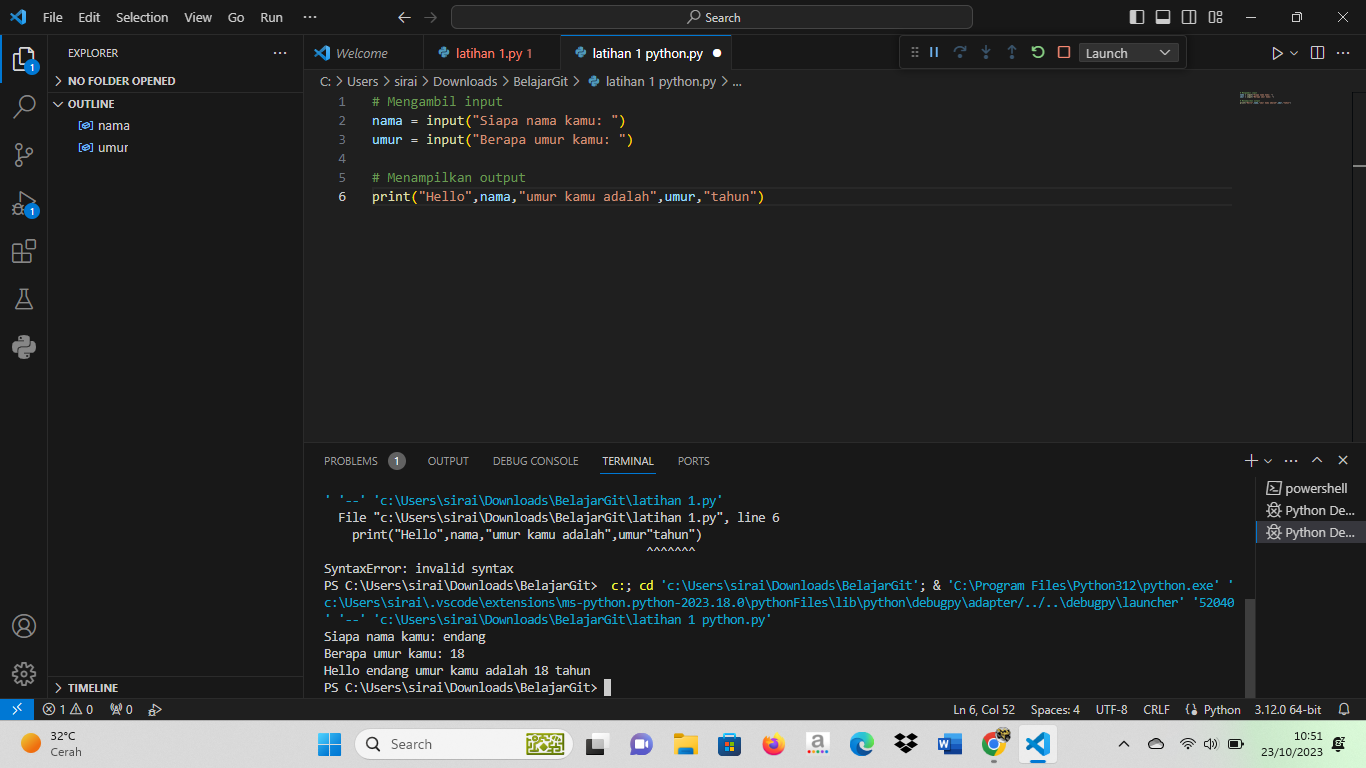 File Edit Selection View Go Run ··· Search
EXPLORER ···
NO FOLDER OPENED
OUTLINE
nama
umur
TIMELINE
Welcome latihan 1.py 1 latihan 1 python.py
Launch
C: > Users > sirai > Downloads > BelajarGit > latihan 1 python.py > ...
1 # Mengambil input
2 nama = input("Siapa nama kamu: ")
3 umur = input("Berapa umur kamu: ")
4
5 # Menampilkan output
6 print("Hello",nama,"umur kamu adalah",umur,"tahun")
PROBLEMS 1 OUTPUT DEBUG CONSOLE TERMINAL PORTS
' '--' 'c:\Users\sirai\Downloads\BelajarGit\latihan 1.py'
File "c:\Users\sirai\Downloads\BelajarGit\latihan 1.py", line 6
print("Hello",nama,"umur kamu adalah",umur"tahun")
^^^^^^^
SyntaxError: invalid syntax
PS C:\Users\sirai\Downloads\BelajarGit> c:; cd 'c:\Users\sirai\Downloads\BelajarGit'; & 'C:\Program Files\Python312\python.exe' '
c:\Users\sirai\.vscode\extensions\ms-python.python-2023.18.0\pythonFiles\lib\python\debugpy\adapter/../..\debugpy\launcher' '52040
' '--' 'c:\Users\sirai\Downloads\BelajarGit\latihan 1 python.py'
Siapa nama kamu: endang
Berapa umur kamu: 18
Hello endang umur kamu adalah 18 tahun
PS C:\Users\sirai\Downloads\BelajarGit>
powershell
Python De...
Python De...
1 0 0 Ln 6, Col 52 Spaces: 4 UTF-8 CRLF Python 3.12.0 64-bit
32°C
Cerah
Search
10:51
23/10/2023